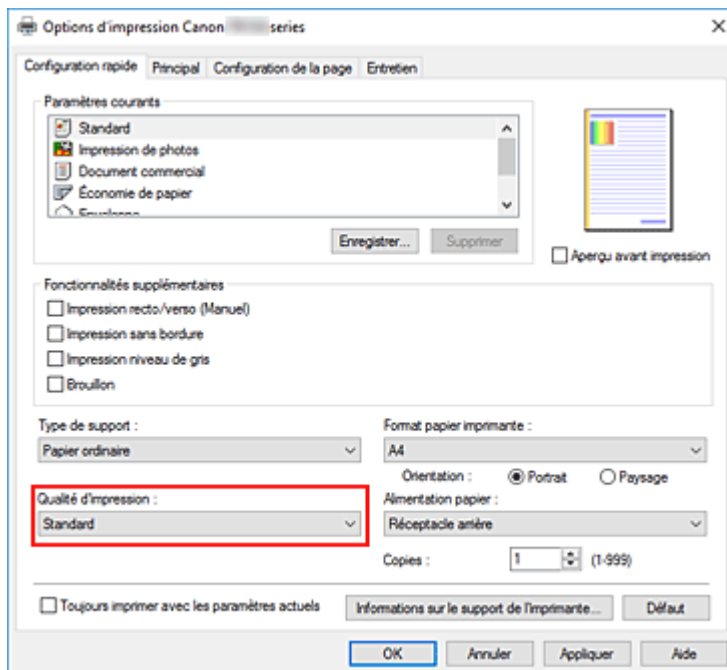 Options d'impression Canon series
Configuration rapide Principal Configuration de la page Entretien
Paramètres courants
Standard
Impression de photos
Document commercial
Économie de papier
Enregistrer... Supprimer
Aperçu avant impression
Fonctionnalités supplémentaires
Impression recto/verso (Manuel)
Impression sans bordure
Impression niveau de gris
Brouillon
Type de support : Format papier imprimante :
Papier ordinaire A4
Orientation : Portrait Paysage
Qualité d'impression : Alimentation papier :
Standard Réceptacle arrière
Copies : 1 (1-999)
Toujours imprimer avec les paramètres actuels Informations sur le support de l'imprimante... Défaut
OK Annuler Appliquer Aide